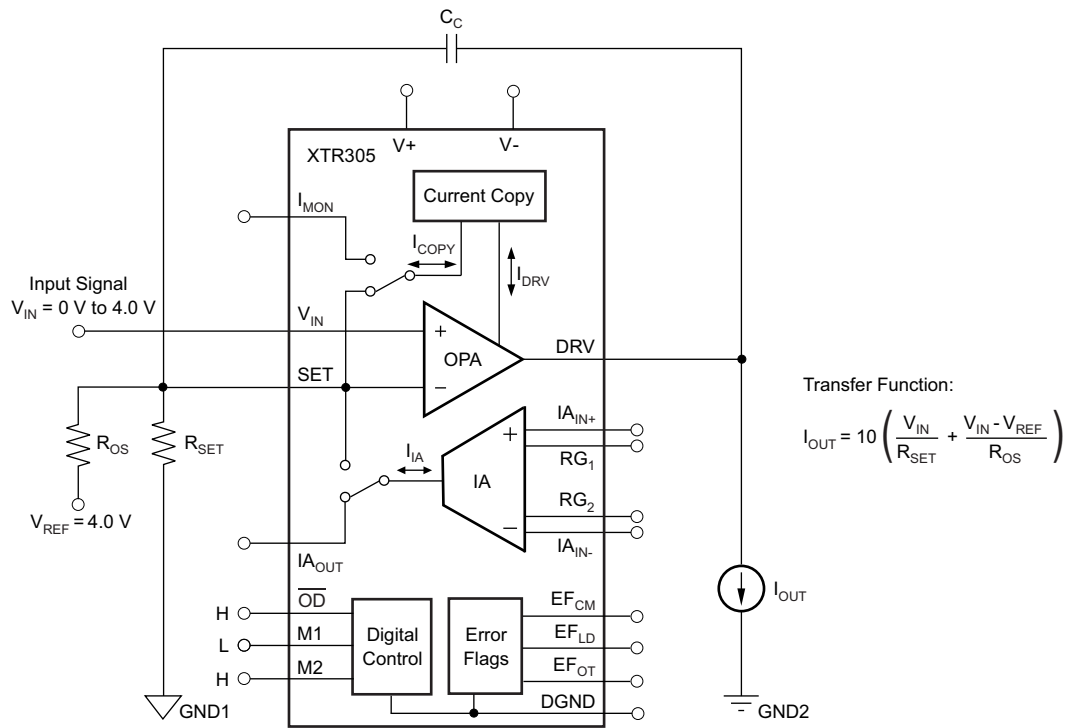 C_C
V+
V-
XTR305
Current Copy
I_MON
I_COPY
I_DRV
Input Signal
V_IN = 0 V to 4.0 V
V_IN
+
OPA
DRV
SET
–
Transfer Function:
I_OUT = 10 ( V_IN / R_SET + V_IN - V_REF / R_OS )
R_OS
R_SET
IA_IN+
+
RG_1
I_IA
IA
RG_2
–
IA_IN-
V_REF = 4.0 V
IA_OUT
I_OUT
H
O̅D̅
EF_CM
L
M1
Digital
Control
Error
Flags
EF_LD
H
M2
EF_OT
DGND
GND1
GND2